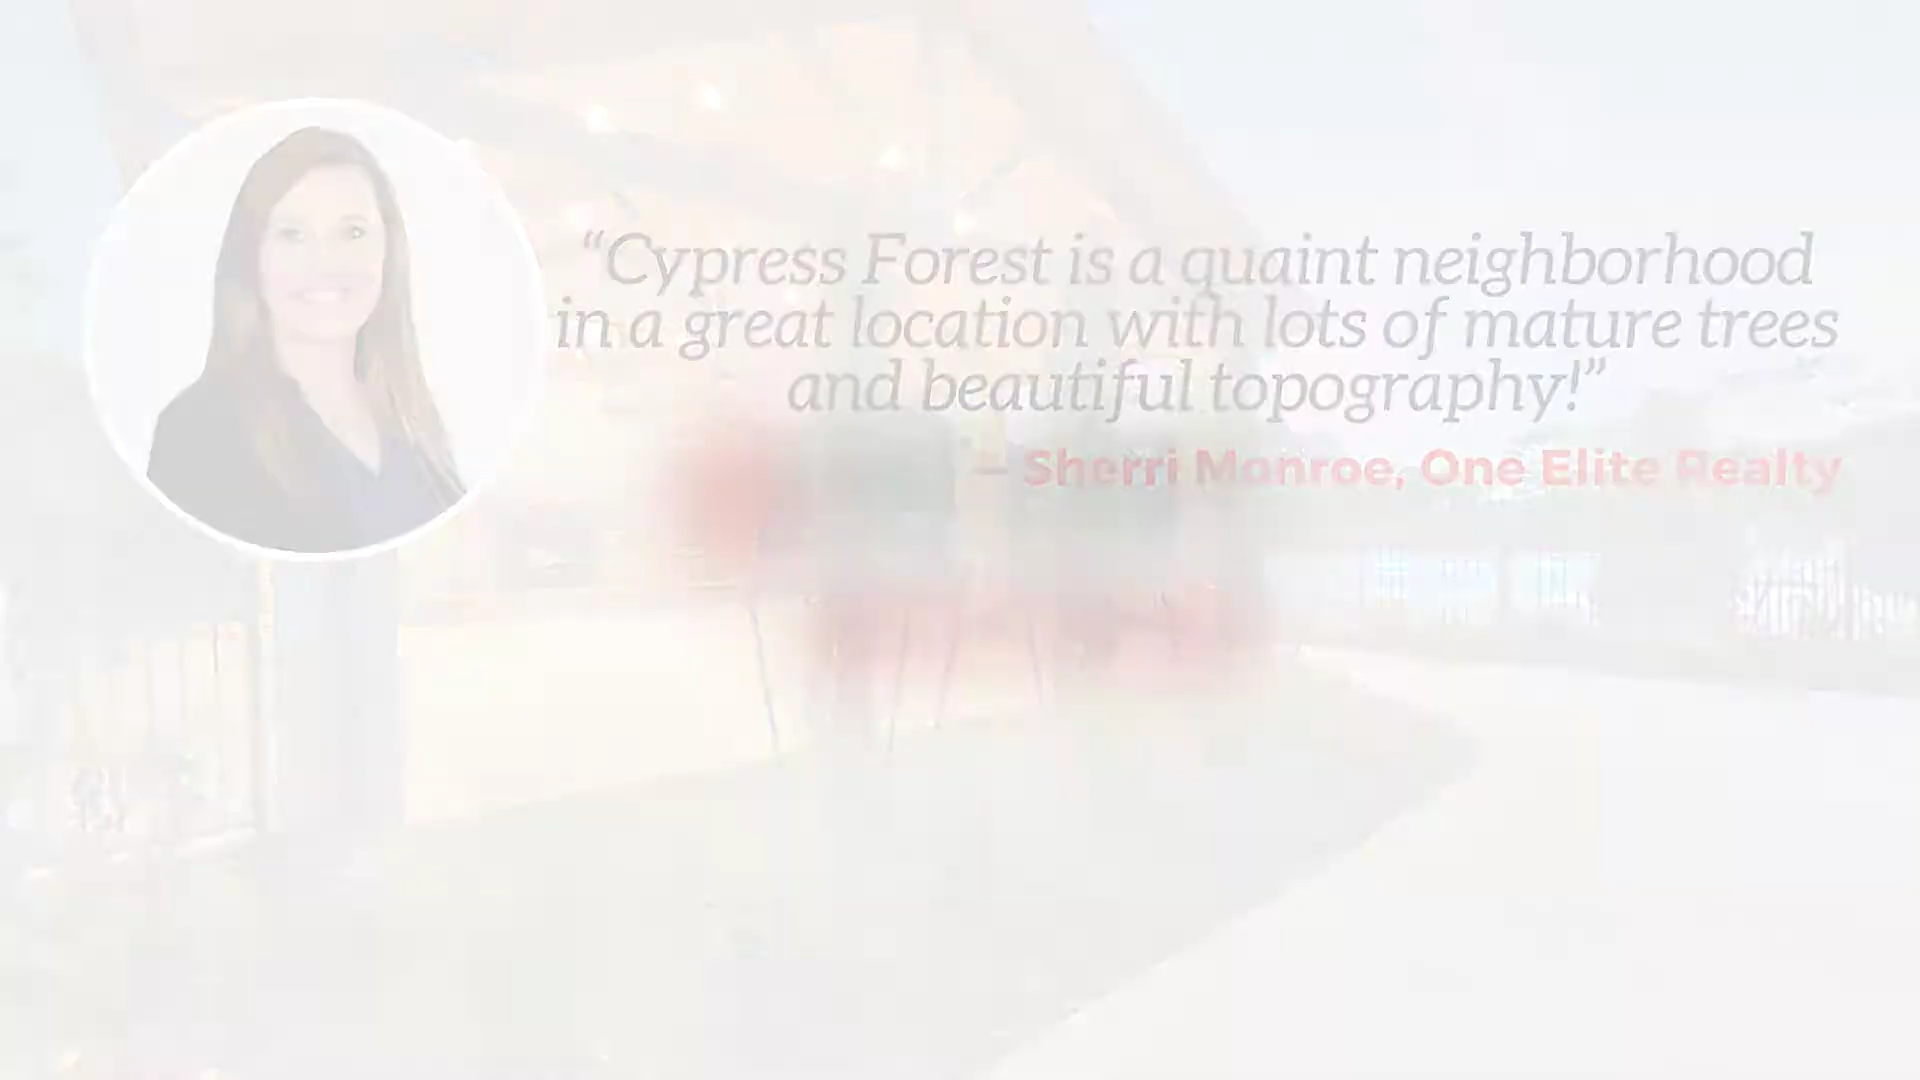 “Cypress Forest is a quaint neighborhood
in a great location with lots of mature trees
and beautiful topography!”
— Sherri Monroe, One Elite Realty